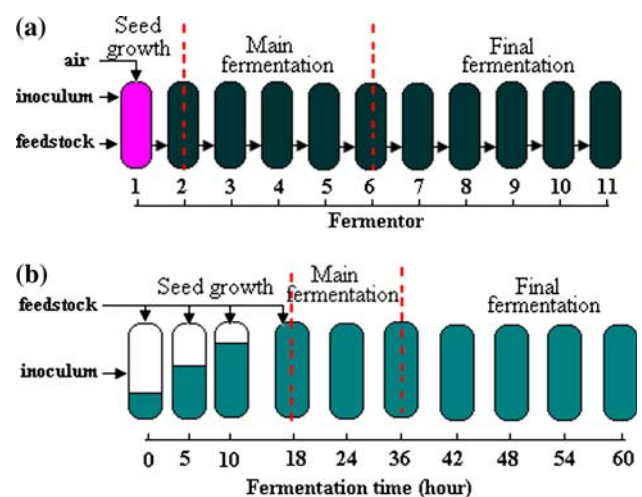 (a)
Seed
growth
Main
fermentation
Final
fermentation
air
inoculum
feedstock
1 2 3 4 5 6 7 8 9 10 11
Fermentor
(b)
Seed growth
Main
fermentation
Final
fermentation
feedstock
inoculum
0 5 10 18 24 36 42 48 54 60
Fermentation time (hour)